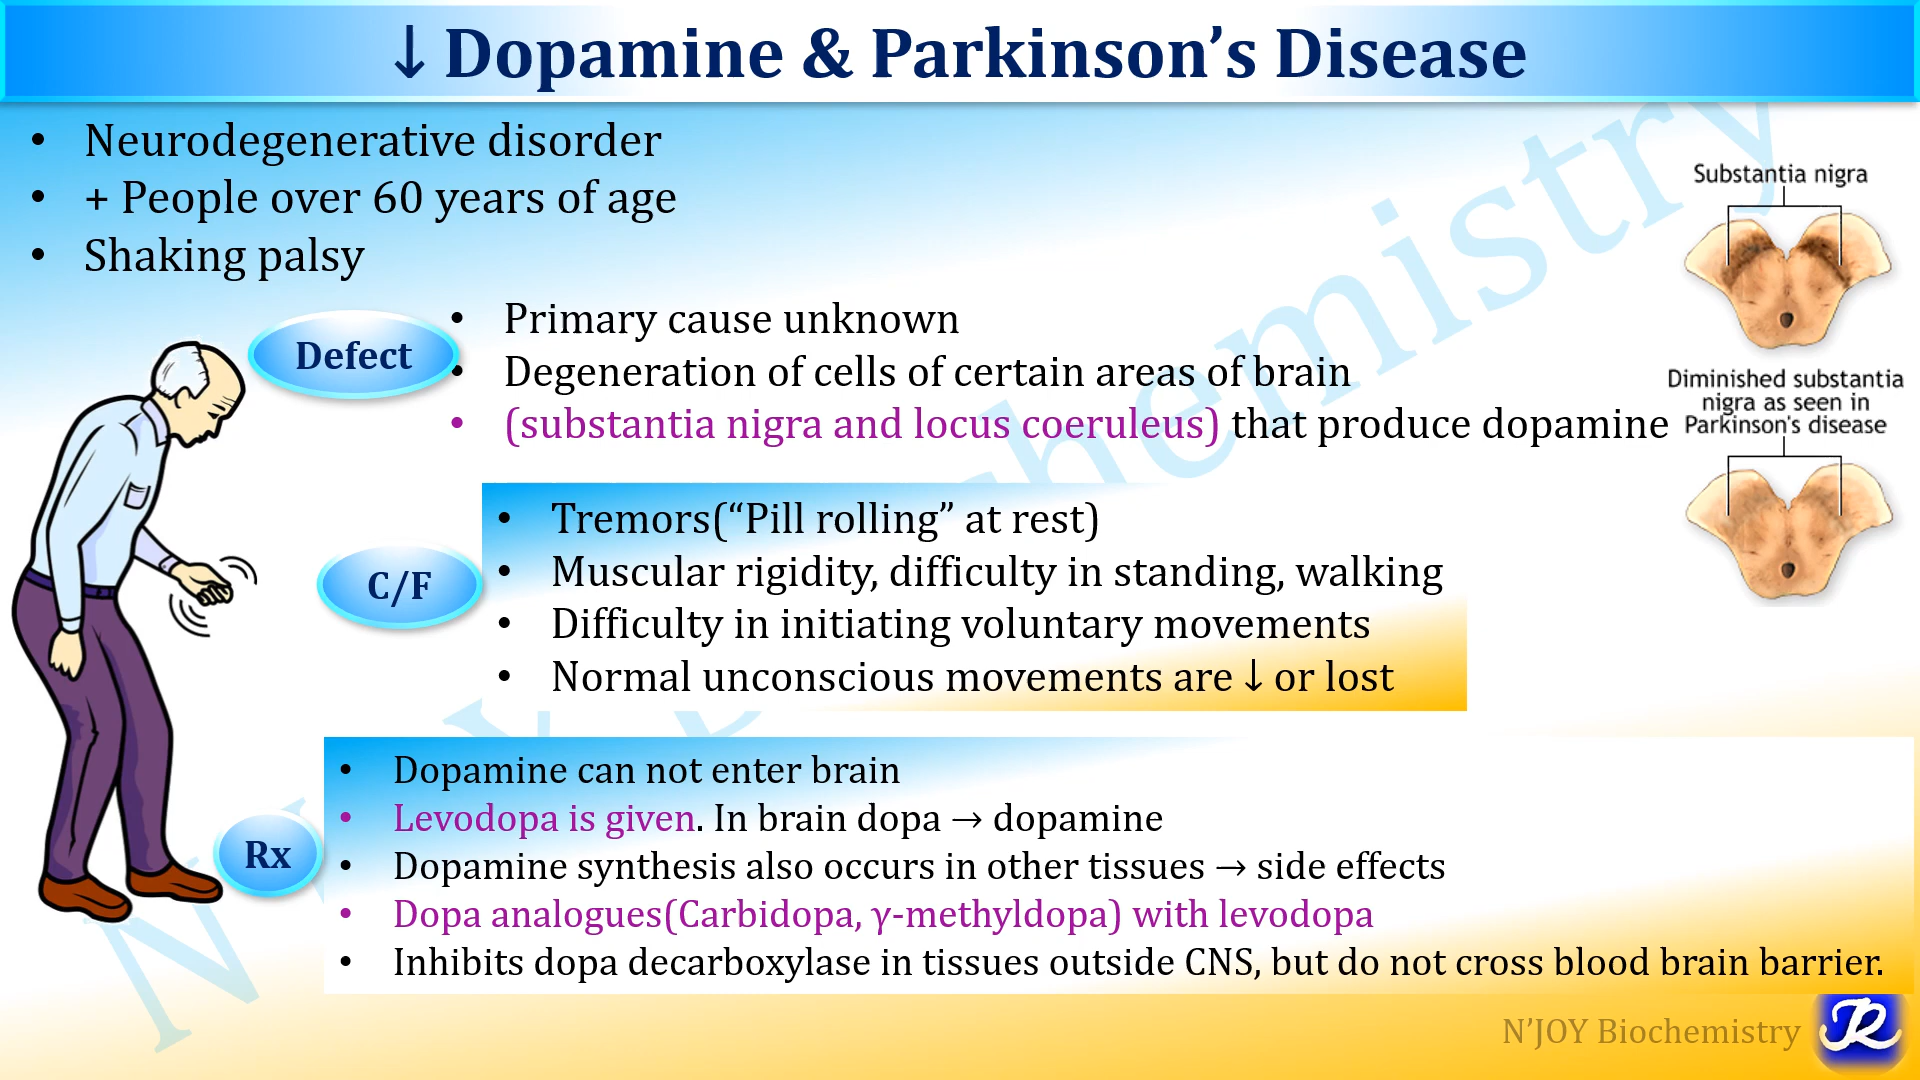 ↓Dopamine & Parkinson’s Disease
• Neurodegenerative disorder
• + People over 60 years of age
• Shaking palsy
Defect
• Primary cause unknown
• Degeneration of cells of certain areas of brain
• (substantia nigra and locus coeruleus) that produce dopamine
Substantia nigra
Diminished substantia
nigra as seen in
Parkinson's disease
C/F
• Tremors(“Pill rolling” at rest)
• Muscular rigidity, difficulty in standing, walking
• Difficulty in initiating voluntary movements
• Normal unconscious movements are↓or lost
Rx
• Dopamine can not enter brain
• Levodopa is given. In brain dopa → dopamine
• Dopamine synthesis also occurs in other tissues → side effects
• Dopa analogues(Carbidopa, γ-methyldopa) with levodopa
• Inhibits dopa decarboxylase in tissues outside CNS, but do not cross blood brain barrier.
N’JOY Biochemistry